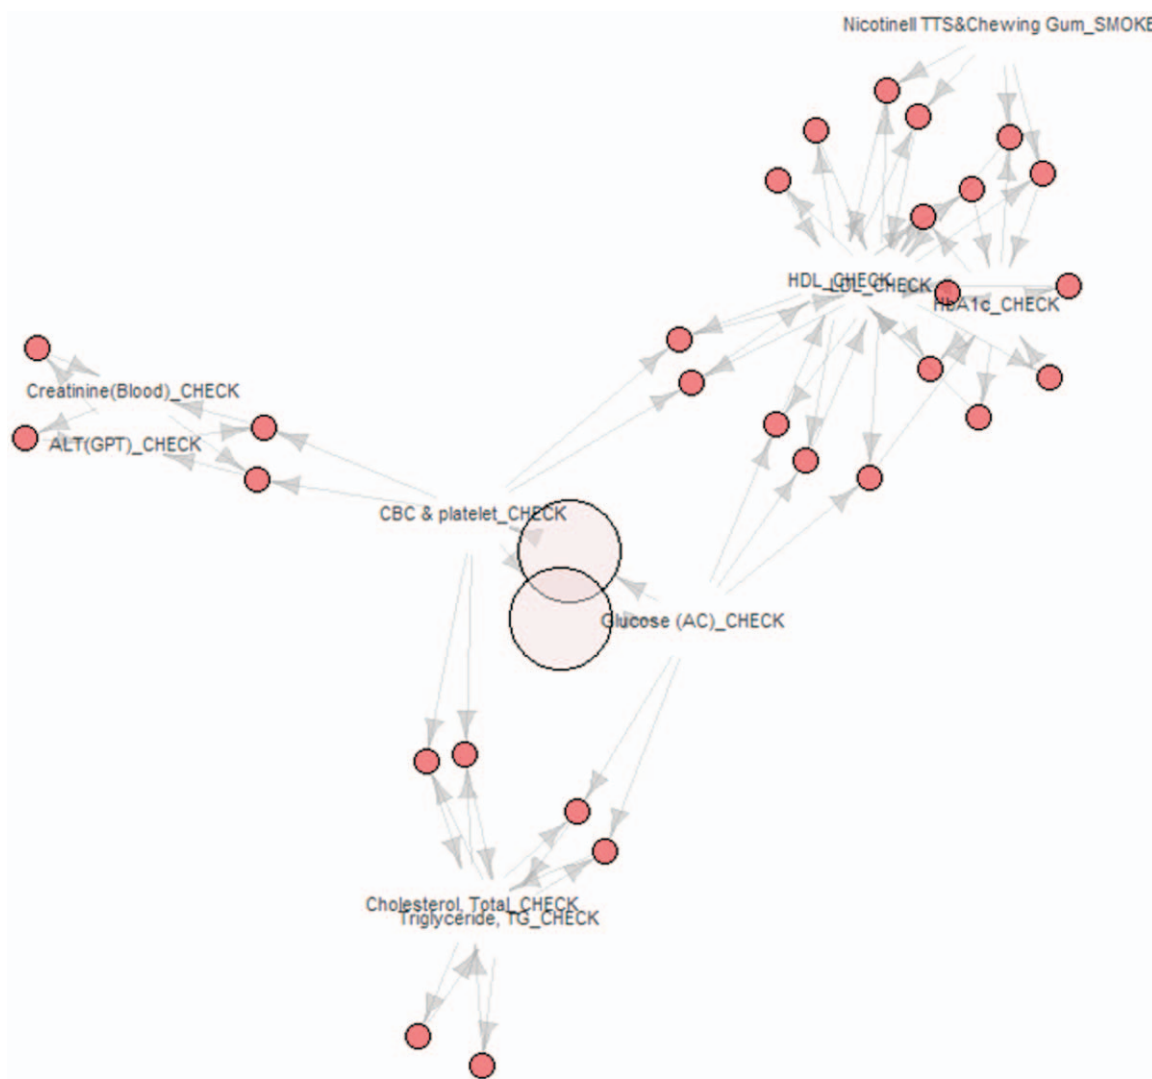 Nicotinell TTS&Chewing Gum_SMOKE
HDL_CHECK
LDL_CHECK
HbA1c_CHECK
Creatinine(Blood)_CHECK
ALT(GPT)_CHECK
CBC & platelet_CHECK
Glucose (AC)_CHECK
Cholesterol, Total_CHECK
Triglyceride, TG_CHECK